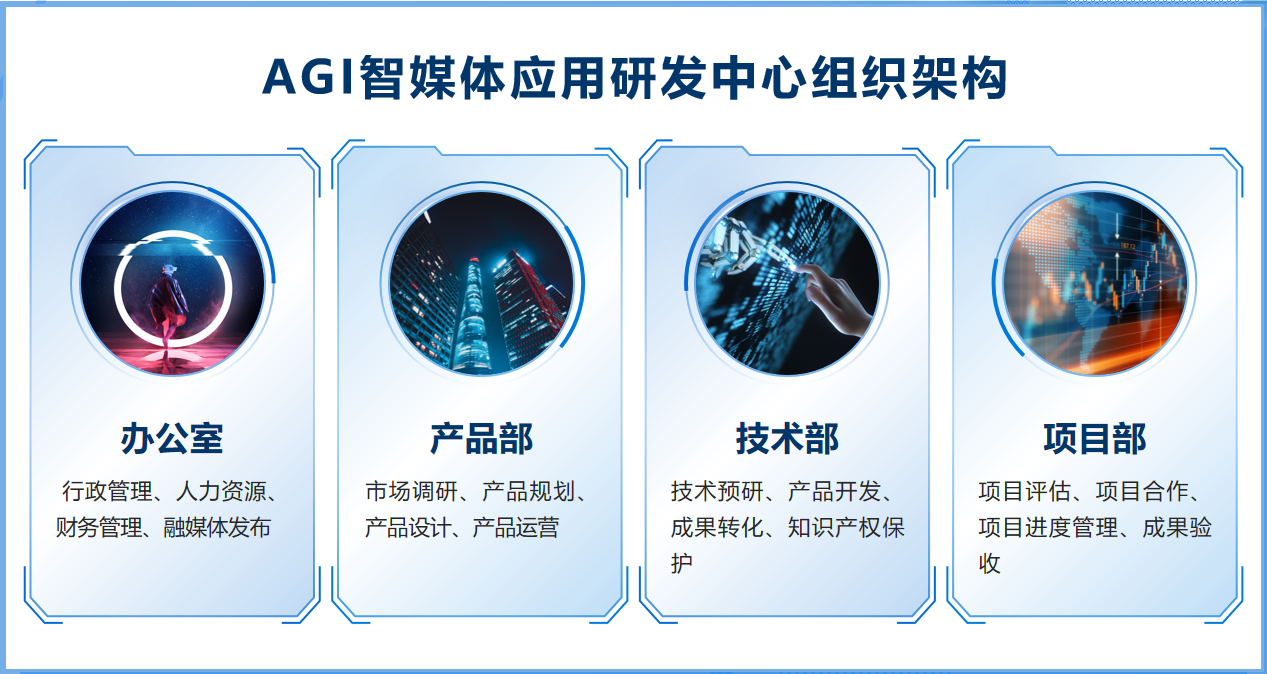 AGI智媒体应用研发中心组织架构
办公室
行政管理、人力资源、
财务管理、融媒体发布
产品部
市场调研、产品规划、
产品设计、产品运营
技术部
技术预研、产品开发、
成果转化、知识产权保
护
项目部
项目评估、项目合作、
项目进度管理、成果验
收